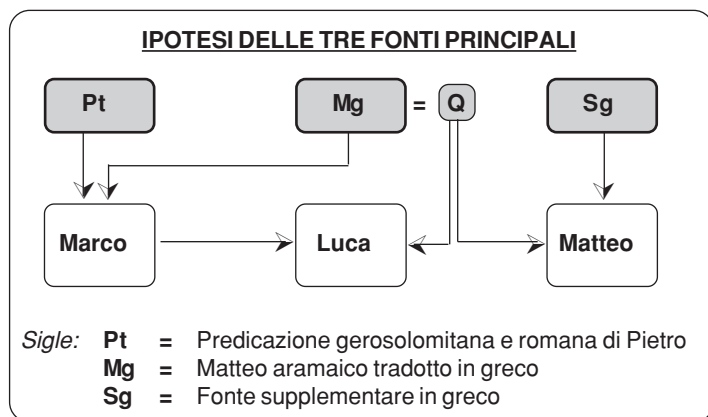 IPOTESI DELLE TRE FONTI PRINCIPALI
Pt Mg = Q Sg
Marco Luca Matteo
Sigle: Pt = Predicazione gerosolomitana e romana di Pietro
Mg = Matteo aramaico tradotto in greco
Sg = Fonte supplementare in greco